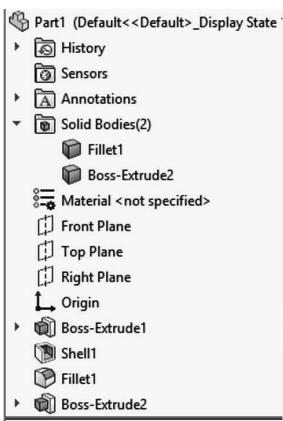 Part1 (Default<<Default>_Display State
History
Sensors
Annotations
Solid Bodies(2)
Fillet1
Boss-Extrude2
Material <not specified>
Front Plane
Top Plane
Right Plane
Origin
Boss-Extrude1
Shell1
Fillet1
Boss-Extrude2